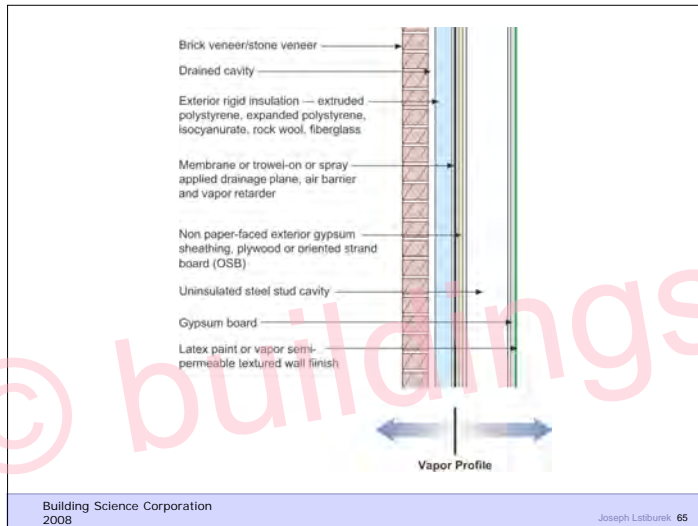 Brick veneer/stone veneer
Drained cavity
Exterior rigid insulation — extruded
polystyrene, expanded polystyrene,
isocyanurate, rock wool, fiberglass
Membrane or trowel-on or spray
applied drainage plane, air barrier
and vapor retarder
Non paper-faced exterior gypsum
sheathing, plywood or oriented strand
board (OSB)
Uninsulated steel stud cavity
Gypsum board
Latex paint or vapor semi-
permeable textured wall fiinish
© buildings
Vapor Profile
Building Science Corporation
2008
Joseph Lstiburek 65